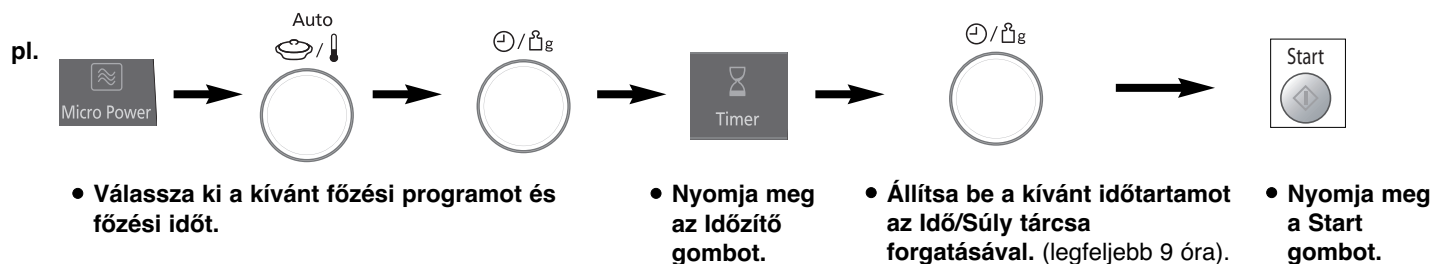 pl.
Micro Power
Auto
/
/ g
Timer
/ g
Start
• Válassza ki a kívánt főzési programot és
főzési időt.
• Nyomja meg
az Időzítő
gombot.
• Állítsa be a kívánt időtartamot
az Idő/Súly tárcsa
forgatásával. (legfeljebb 9 óra).
• Nyomja meg
a Start
gombot.